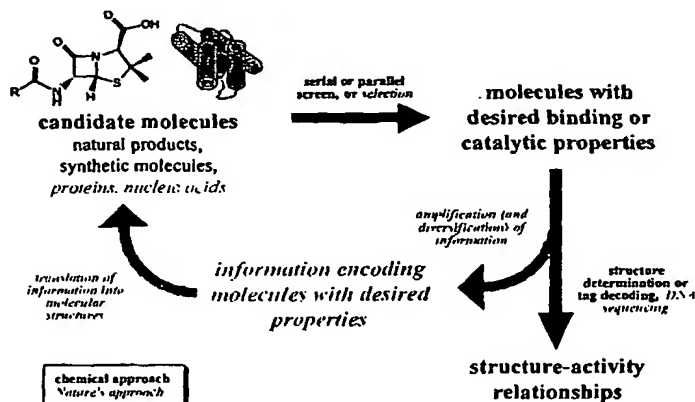 O
OH
O
N
O
R
N
H
H
S
candidate molecules
natural products,
synthetic molecules,
proteins, nucleic acids
serial or parallel
screen, or selection
molecules with
desired binding or
catalytic properties
amplification (and
diversification) of
information
translation of
information into
molecular
structures
information encoding
molecules with desired
properties
structure
determination or
tag decoding, DNA
sequencing
structure-activity
relationships
chemical approach
Nature's approach